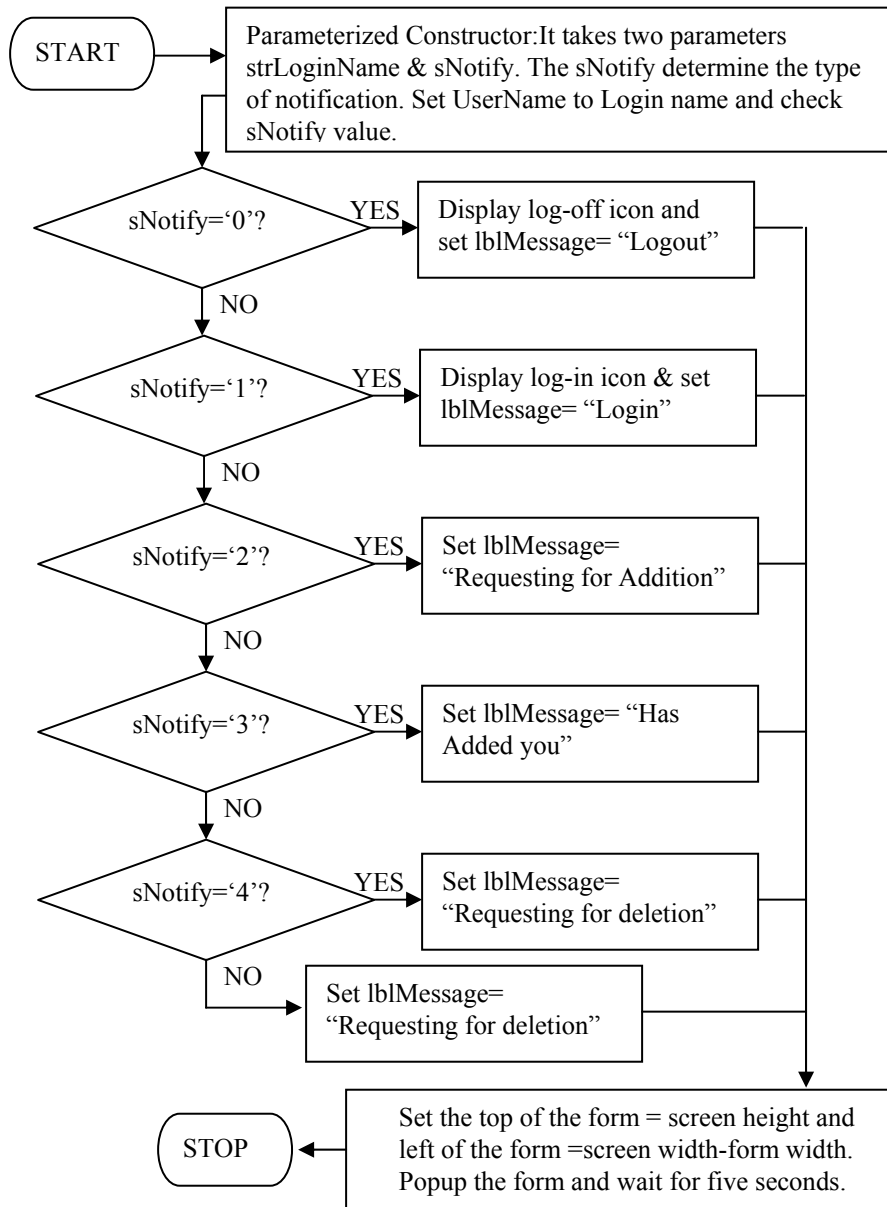 START
Parameterized Constructor:It takes two parameters
strLoginName & sNotify. The sNotify determine the type
of notification. Set UserName to Login name and check
sNotify value.
sNotify=‘0’?
YES
Display log-off icon and
set lblMessage= “Logout”
NO
sNotify=‘1’?
YES
Display log-in icon & set
lblMessage= “Login”
NO
sNotify=‘2’?
YES
Set lblMessage=
“Requesting for Addition”
NO
sNotify=‘3’?
YES
Set lblMessage= “Has
Added you”
NO
sNotify=‘4’?
YES
Set lblMessage=
“Requesting for deletion”
NO
Set lblMessage=
“Requesting for deletion”
Set the top of the form = screen height and
left of the form =screen width-form width.
Popup the form and wait for five seconds.
STOP